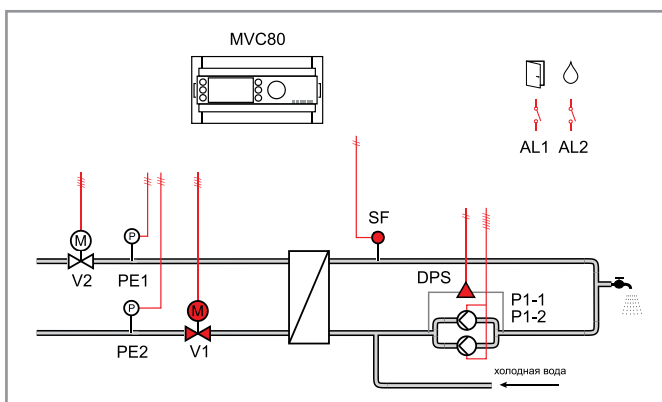 MVC80
AL1 AL2
SF
M
P
V2
PE1
DPS
P1-1
P1-2
P
M
PE2
V1
холодная вода